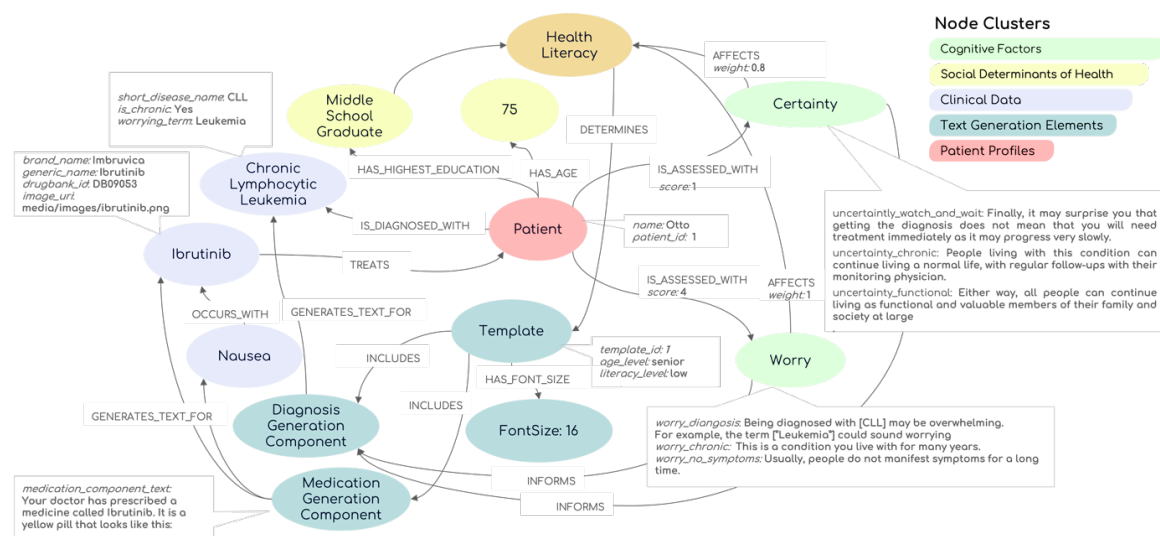 Node Clusters
Cognitive Factors
Social Determinants of Health
Clinical Data
Text Generation Elements
Patient Profiles
Health
Literacy
AFFECTS
weight: 0.8
Certainty
short_disease_name: CLL
is_chronic: Yes
worrying_term: Leukemia
Middle
School
Graduate
75
DETERMINES
brand_name: Imbruvica
generic_name: Ibrutinib
drugbank_id: DB09053
image_uri:
media/images/ibrutinib.png
Chronic
Lymphocytic
Leukemia
HAS_HIGHEST_EDUCATION
HAS_AGE
IS_ASSESSED_WITH
score: 1
IS_DIAGNOSED_WITH
Patient
name: Otto
patient_id: 1
uncertaintly_watch_and_wait: Finally, it may surprise you that
getting the diagnosis does not mean that you will need
treatment immediately as it may progress very slowly.
uncertainty_chronic: People living with this condition can
continue living a normal life, with regular follow-ups with their
monitoring physician.
uncertainty_functional: Either way, all people can continue
living as functional and valuable members of their family and
society at large
Ibrutinib
TREATS
IS_ASSESSED_WITH
score: 4
AFFECTS
weight: 1
OCCURS_WITH
GENERATES_TEXT_FOR
Template
Nausea
INCLUDES
template_id: 1
age_level: senior
literacy_level: low
Worry
HAS_FONT_SIZE
GENERATES_TEXT_FOR
Diagnosis
Generation
Component
INCLUDES
FontSize: 16
worry_diangosis: Being diagnosed with [CLL] may be overwhelming.
For example, the term ["Leukemia"] could sound worrying
worry_chronic: This is a condition you live with for many years.
worry_no_symptoms: Usually, people do not manifest symptoms for a long
time.
INFORMS
INFORMS
medication_component_text:
Your doctor has prescribed a
medicine called Ibrutinib. It is a
yellow pill that looks like this:
Medication
Generation
Component